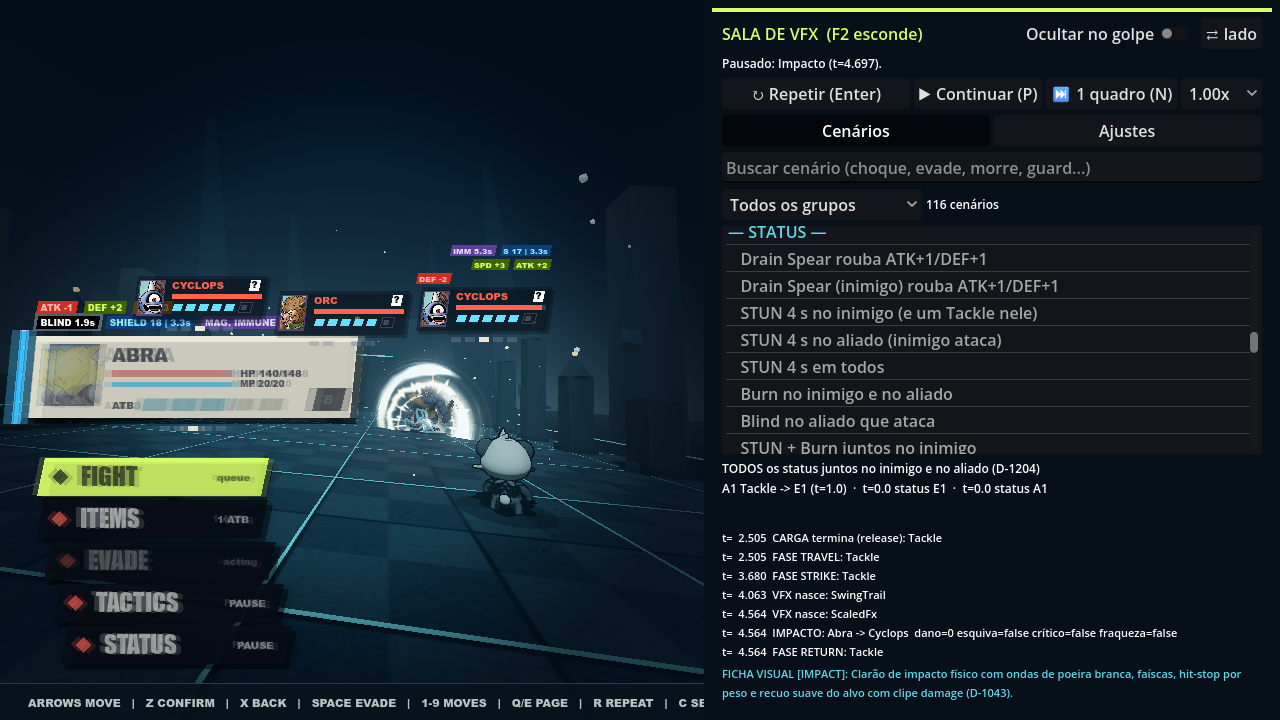 SALA DE VFX (F2 esconde)
Ocultar no golpe
⇄ lado
Pausado: Impacto (t=4.697).
↻ Repetir (Enter)
▶ Continuar (P)
⏩ 1 quadro (N)
1.00x
Cenários
Ajustes
Buscar cenário (choque, evade, morre, guard...)
Todos os grupos
116 cenários
— STATUS —
Drain Spear rouba ATK+1/DEF+1
Drain Spear (inimigo) rouba ATK+1/DEF+1
STUN 4 s no inimigo (e um Tackle nele)
STUN 4 s no aliado (inimigo ataca)
STUN 4 s em todos
Burn no inimigo e no aliado
Blind no aliado que ataca
STUN + Burn juntos no inimigo
TODOS os status juntos no inimigo e no aliado (D-1204)
A1 Tackle -> E1 (t=1.0) · t=0.0 status E1 · t=0.0 status A1
t= 2.505 CARGA termina (release): Tackle
t= 2.505 FASE TRAVEL: Tackle
t= 3.680 FASE STRIKE: Tackle
t= 4.063 VFX nasce: SwingTrail
t= 4.564 VFX nasce: ScaledFx
t= 4.564 IMPACTO: Abra -> Cyclops dano=0 esquiva=false crítico=false fraqueza=false
t= 4.564 FASE RETURN: Tackle
FICHA VISUAL [IMPACT]: Clarão de impacto físico com ondas de poeira branca, faíscas, hit-stop por
peso e recuo suave do alvo com clipe damage (D-1043).
IMM 5.3s
S 17 | 3.3s
SPD +3
ATK +2
DEF -2
CYCLOPS
?
ORC
?
CYCLOPS
?
ATK -1
DEF +2
BLIND 1.9s
SHIELD 18 | 3.3s
MAG. IMMUNE
ABRA
HP 140/148
MP 20/20
ATB
B
FIGHT
queue
ITEMS
1 ATB
EVADE
acting
TACTICS
PAUSE
STATUS
PAUSE
ARROWS MOVE | Z CONFIRM | X BACK | SPACE EVADE | 1-9 MOVES | Q/E PAGE | R REPEAT | C SE